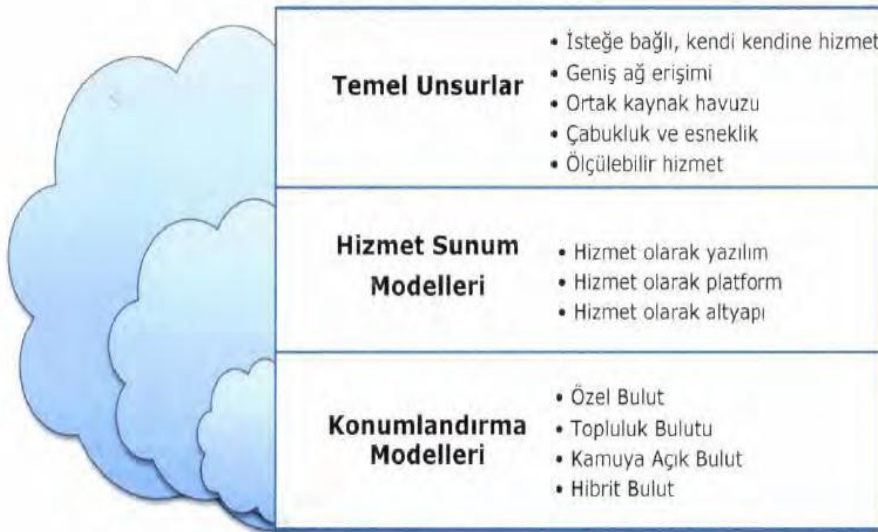 Temel Unsurlar
• İsteğe bağlı, kendi kendine hizmet
• Geniş ağ erişimi
• Ortak kaynak havuzu
• Çabukluk ve esneklik
• Ölçülebilir hizmet
Hizmet Sunum
Modelleri
• Hizmet olarak yazılım
• Hizmet olarak platform
• Hizmet olarak altyapı
Konumlandırma
Modelleri
• Özel Bulut
• Topluluk Bulutu
• Kamuya Açık Bulut
• Hibrit Bulut